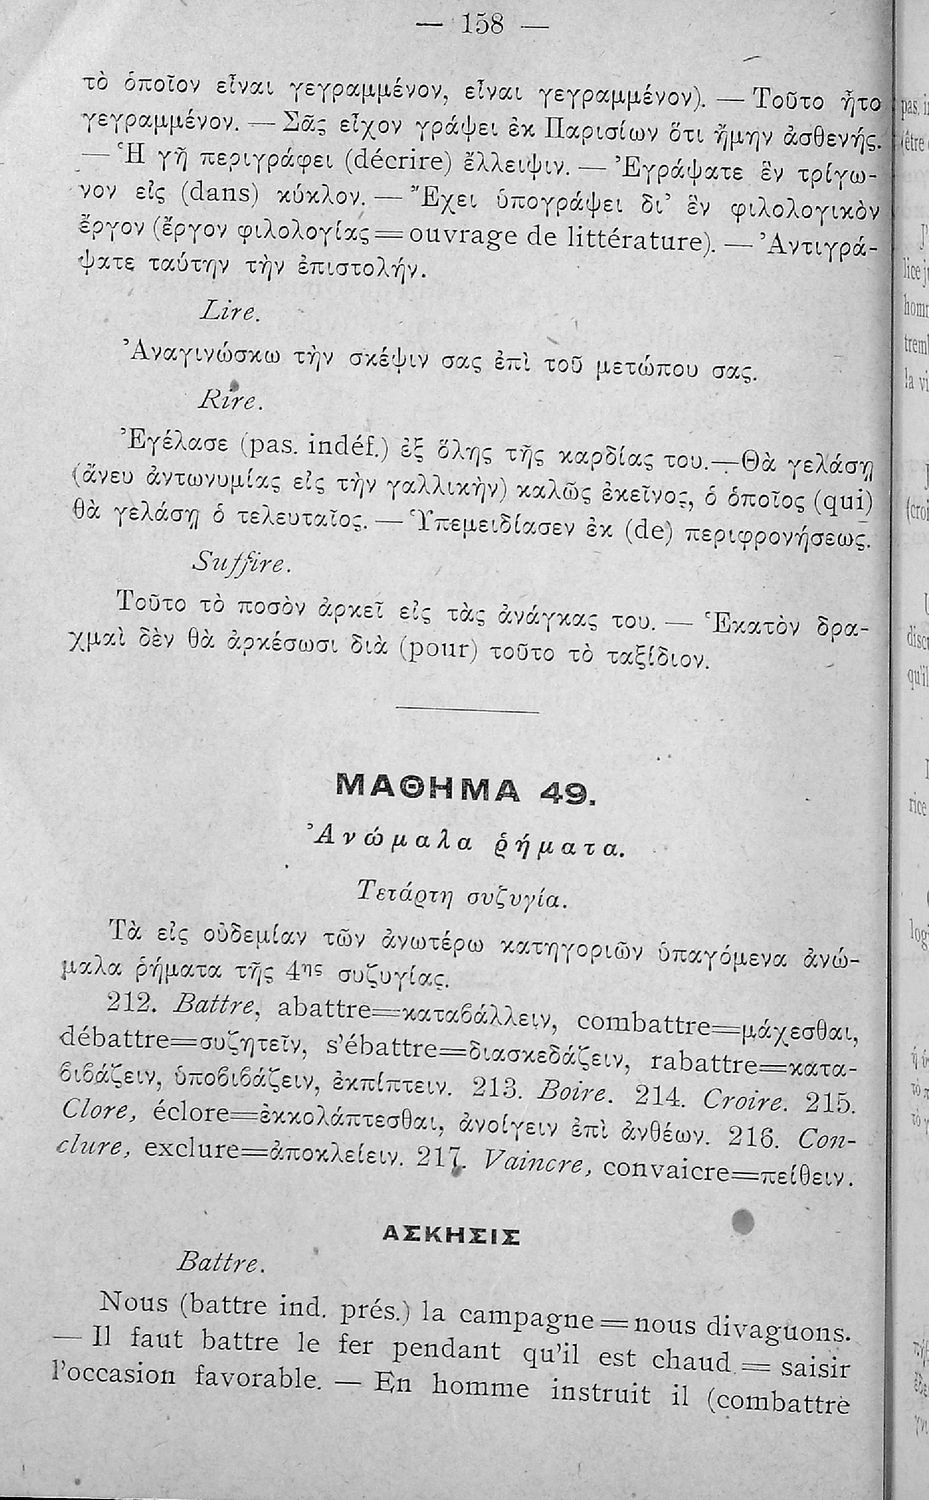 — 158 —
τὸ ὁποῖον εἶναι γεγραμμένον, εἶναι γεγραμμένον). — Τοῦτο ἦτο
γεγραμμένον. — Σᾶς εἶχον γράψει ἐκ Παρισίων ὅτι ἤμην ἀσθενής.
— Ἡ γῆ περιγράφει (décrire) ἔλλειψιν. — Ἐγράψατε ἓν τρίγω-
νον εἰς (dans) κύκλον. — Ἔχει ὑπογράψει δι' ἓν φιλολογικὸν
ἔργον (ἔργον φιλολογίας = ouvrage de littérature). — Ἀντιγρά-
ψατε ταύτην τὴν ἐπιστολήν.
Lire.
Ἀναγινώσκω τὴν σκέψιν σας ἐπὶ τοῦ μετώπου σας.
Rire.
Ἐγέλασε (pas. indéf.) ἐξ ὅλης τῆς καρδίας του. — Θὰ γελάσῃ
(ἄνευ ἀντωνυμίας εἰς τὴν γαλλικὴν) καλῶς ἐκεῖνος, ὁ ὁποῖος (qui)
θὰ γελάσῃ ὁ τελευταῖος. — Ὑπεμειδίασεν ἐκ (de) περιφρονήσεως.
Suffire.
Τοῦτο τὸ ποσὸν ἀρκεῖ εἰς τὰς ἀνάγκας του. — Ἑκατὸν δρα-
χμαὶ δὲν θὰ ἀρκέσωσι διὰ (pour) τοῦτο τὸ ταξίδιον.
ΜΑΘΗΜΑ 49.
Ἀνώμαλα ῥήματα.
Τετάρτη συζυγία.
Τὰ εἰς οὐδεμίαν τῶν ἀνωτέρω κατηγοριῶν ὑπαγόμενα ἀνώ-
μαλα ῥήματα τῆς 4ης συζυγίας.
212. Battre, abattre=καταβάλλειν, combattre=μάχεσθαι,
débattre=συζητεῖν, s'ébattre=διασκεδάζειν, rabattre=κατα-
βιβάζειν, ὑποβιβάζειν, ἐκπίπτειν. 213. Boire. 214. Croire. 215.
Clore, éclore=ἐκκολάπτεσθαι, ἀνοίγειν ἐπὶ ἀνθέων. 216. Con-
clure, exclure=ἀποκλείειν. 217. Vaincre, convaicre=πείθειν.
ΑΣΚΗΣΙΣ
Battre.
Nous (battre ind. prés.) la campagne = nous divaguons.
— Il faut battre le fer pendant qu'il est chaud = saisir
l'occasion favorable. — En homme instruit il (combattre